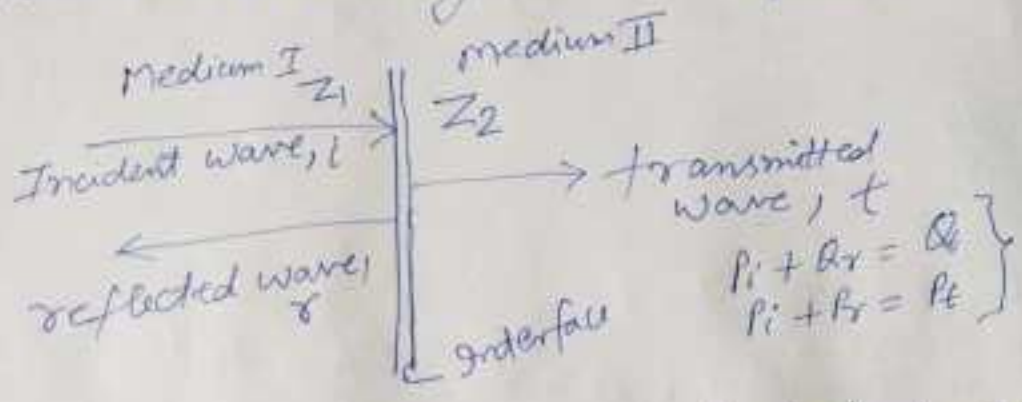 Medium I
Z1
medium II
Z2
Incident wave, i
transmitted
wave, t
reflected wave,
r
Pi + Qr = Qt
Pi + Pr = Pt
interface